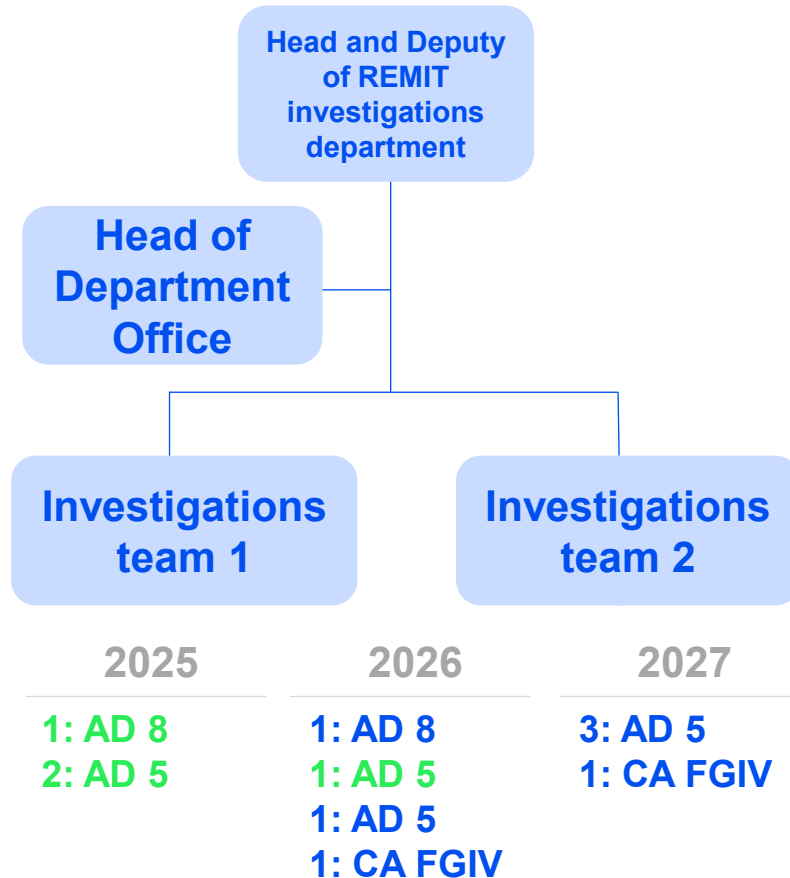 Head and Deputy
of REMIT
investigations
department
Head of
Department
Office
Investigations
team 1
Investigations
team 2
2025
1: AD 8
2: AD 5
2026
1: AD 8
1: AD 5
1: AD 5
1: CA FGIV
2027
3: AD 5
1: CA FGIV